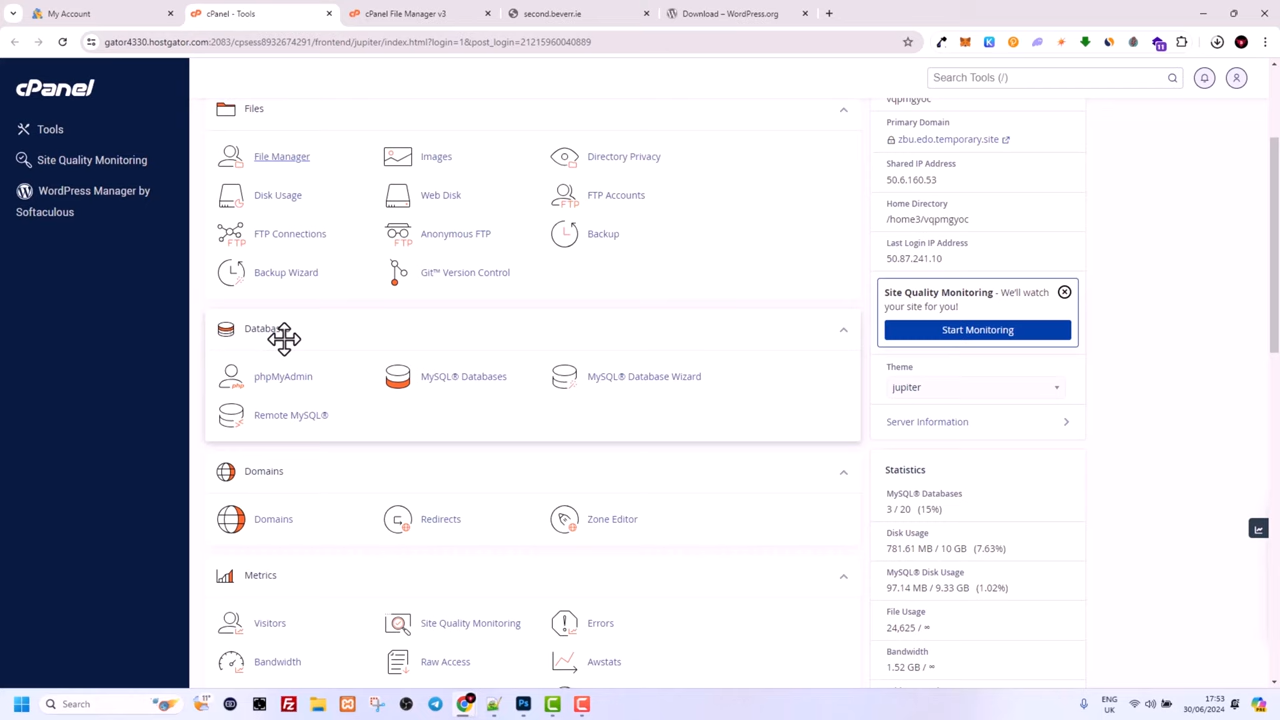 My Account
cPanel - Tools
cPanel File Manager v3
second.beverr.ie
Download – WordPress.org
gator4330.hostgator.com:2083/cpsess8932674291/frontend/jupiter/index.html?login=1&post_login=21215960040889
11
cPanel
Search Tools (/)
Tools
Site Quality Monitoring
WordPress Manager by
Softaculous
Files
File Manager
Images
Directory Privacy
Disk Usage
Web Disk
FTP Accounts
FTP
FTP Connections
FTP
Anonymous FTP
FTP
Backup
Backup Wizard
Git™ Version Control
phpMyAdmin
php
MySQL® Databases
MySQL® Database Wizard
Remote MySQL®
Domains
Domains
Redirects
Zone Editor
Metrics
Visitors
Site Quality Monitoring
Errors
Bandwidth
Raw Access
Awstats
vqpmgyoc
Primary Domain
zbu.edo.temporary.site
Shared IP Address
50.6.160.53
Home Directory
/home3/vqpmgyoc
Last Login IP Address
50.87.241.10
Site Quality Monitoring - We'll watch
your site for you!
Start Monitoring
Theme
jupiter
Server Information
Statistics
MySQL® Databases
3 / 20 (15%)
Disk Usage
781.61 MB / 10 GB (7.63%)
MySQL® Disk Usage
97.14 MB / 9.33 GB (1.02%)
File Usage
24,625 / ∞
Bandwidth
1.52 GB / ∞
Search
11°
ENG
UK
17:53
30/06/2024